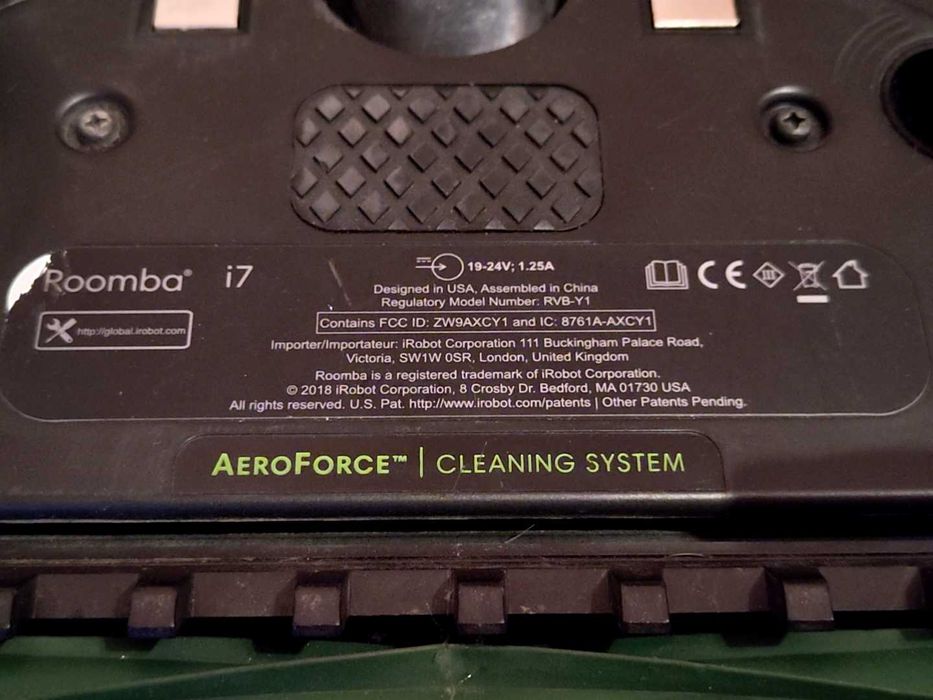 Roomba® i7
http://global.irobot.com
19-24V; 1.25A
Designed in USA, Assembled in China
Regulatory Model Number: RVB-Y1
Contains FCC ID: ZW9AXCY1 and IC: 8761A-AXCY1
Importer/Importateur: iRobot Corporation 111 Buckingham Palace Road,
Victoria, SW1W 0SR, London, United Kingdom
Roomba is a registered trademark of iRobot Corporation.
© 2018 iRobot Corporation, 8 Crosby Dr. Bedford, MA 01730 USA
All rights reserved. U.S. Pat. http://www.irobot.com/patents | Other Patents Pending.
CE
III
AEROFORCE™ | CLEANING SYSTEM